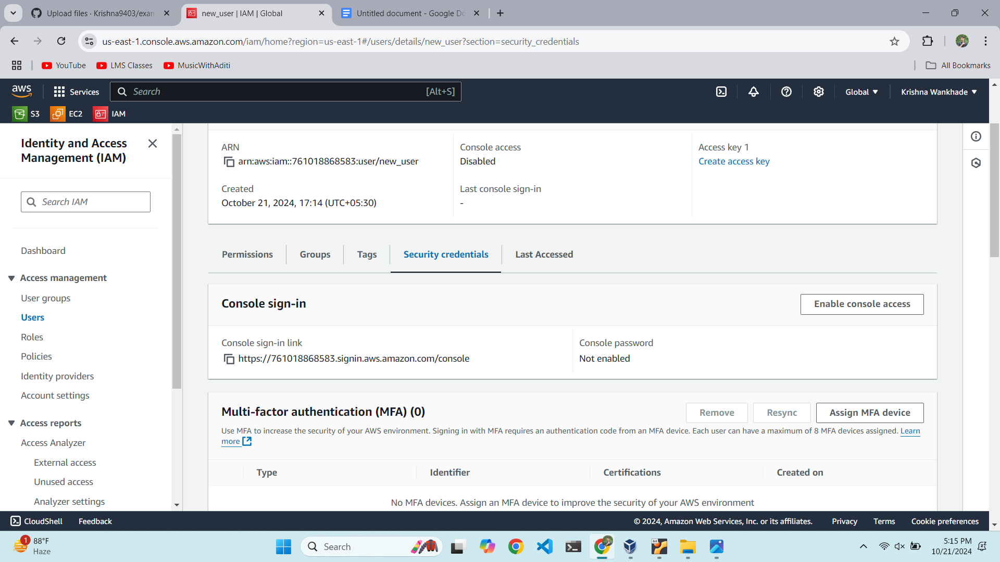 Upload files · Krishna9403/exam
new_user | IAM | Global
Untitled document - Google Do
us-east-1.console.aws.amazon.com/iam/home?region=us-east-1#/users/details/new_user?section=security_credentials
YouTube
LMS Classes
MusicWithAditi
All Bookmarks
aws
Services
Search
[Alt+S]
Global
Krishna Wankhade
S3
EC2
IAM
Identity and Access
Management (IAM)
Search IAM
Dashboard
Access management
User groups
Users
Roles
Policies
Identity providers
Account settings
Access reports
Access Analyzer
External access
Unused access
Analyzer settings
ARN
arn:aws:iam::761018868583:user/new_user
Created
October 21, 2024, 17:14 (UTC+05:30)
Console access
Disabled
Last console sign-in
-
Access key 1
Create access key
Permissions
Groups
Tags
Security credentials
Last Accessed
Console sign-in
Enable console access
Console sign-in link
https://761018868583.signin.aws.amazon.com/console
Console password
Not enabled
Multi-factor authentication (MFA) (0)
Remove
Resync
Assign MFA device
Use MFA to increase the security of your AWS environment. Signing in with MFA requires an authentication code from an MFA device. Each user can have a maximum of 8 MFA devices assigned. Learn
more
Type
Identifier
Certifications
Created on
No MFA devices. Assign an MFA device to improve the security of your AWS environment
CloudShell
Feedback
© 2024, Amazon Web Services, Inc. or its affiliates.
Privacy
Terms
Cookie preferences
1
88°F
Haze
Search
64
5:15 PM
10/21/2024